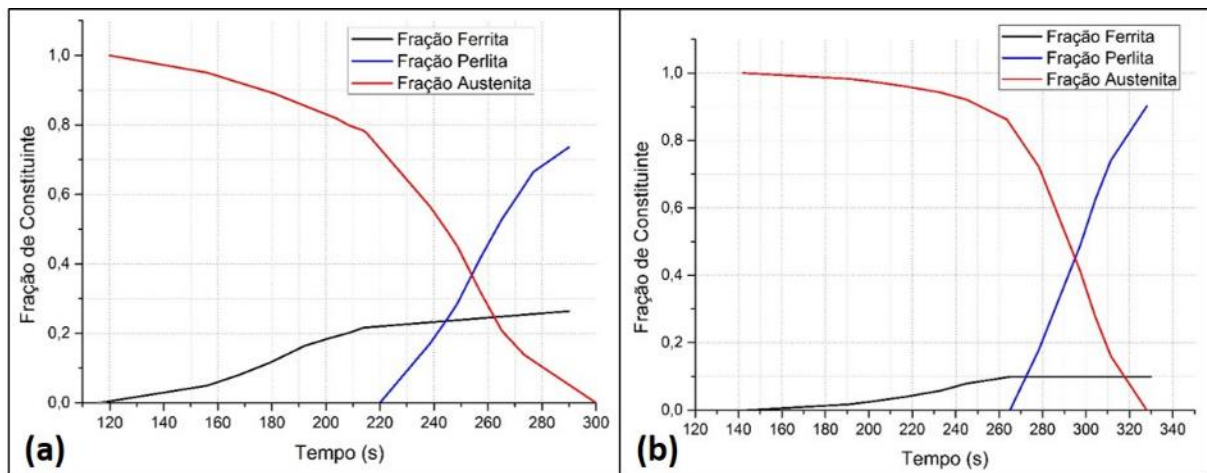 Fração Ferrita
Fração Perlita
Fração Austenita
1,0
0,8
0,6
0,4
0,2
0,0
Fração de Constituinte
120 140 160 180 200 220 240 260 280 300
Tempo (s)
(a)
Fração Ferrita
Fração Perlita
Fração Austenita
1,0
0,8
0,6
0,4
0,2
0,0
Fração de Constituinte
120 140 160 180 200 220 240 260 280 300 320 340
Tempo (s)
(b)